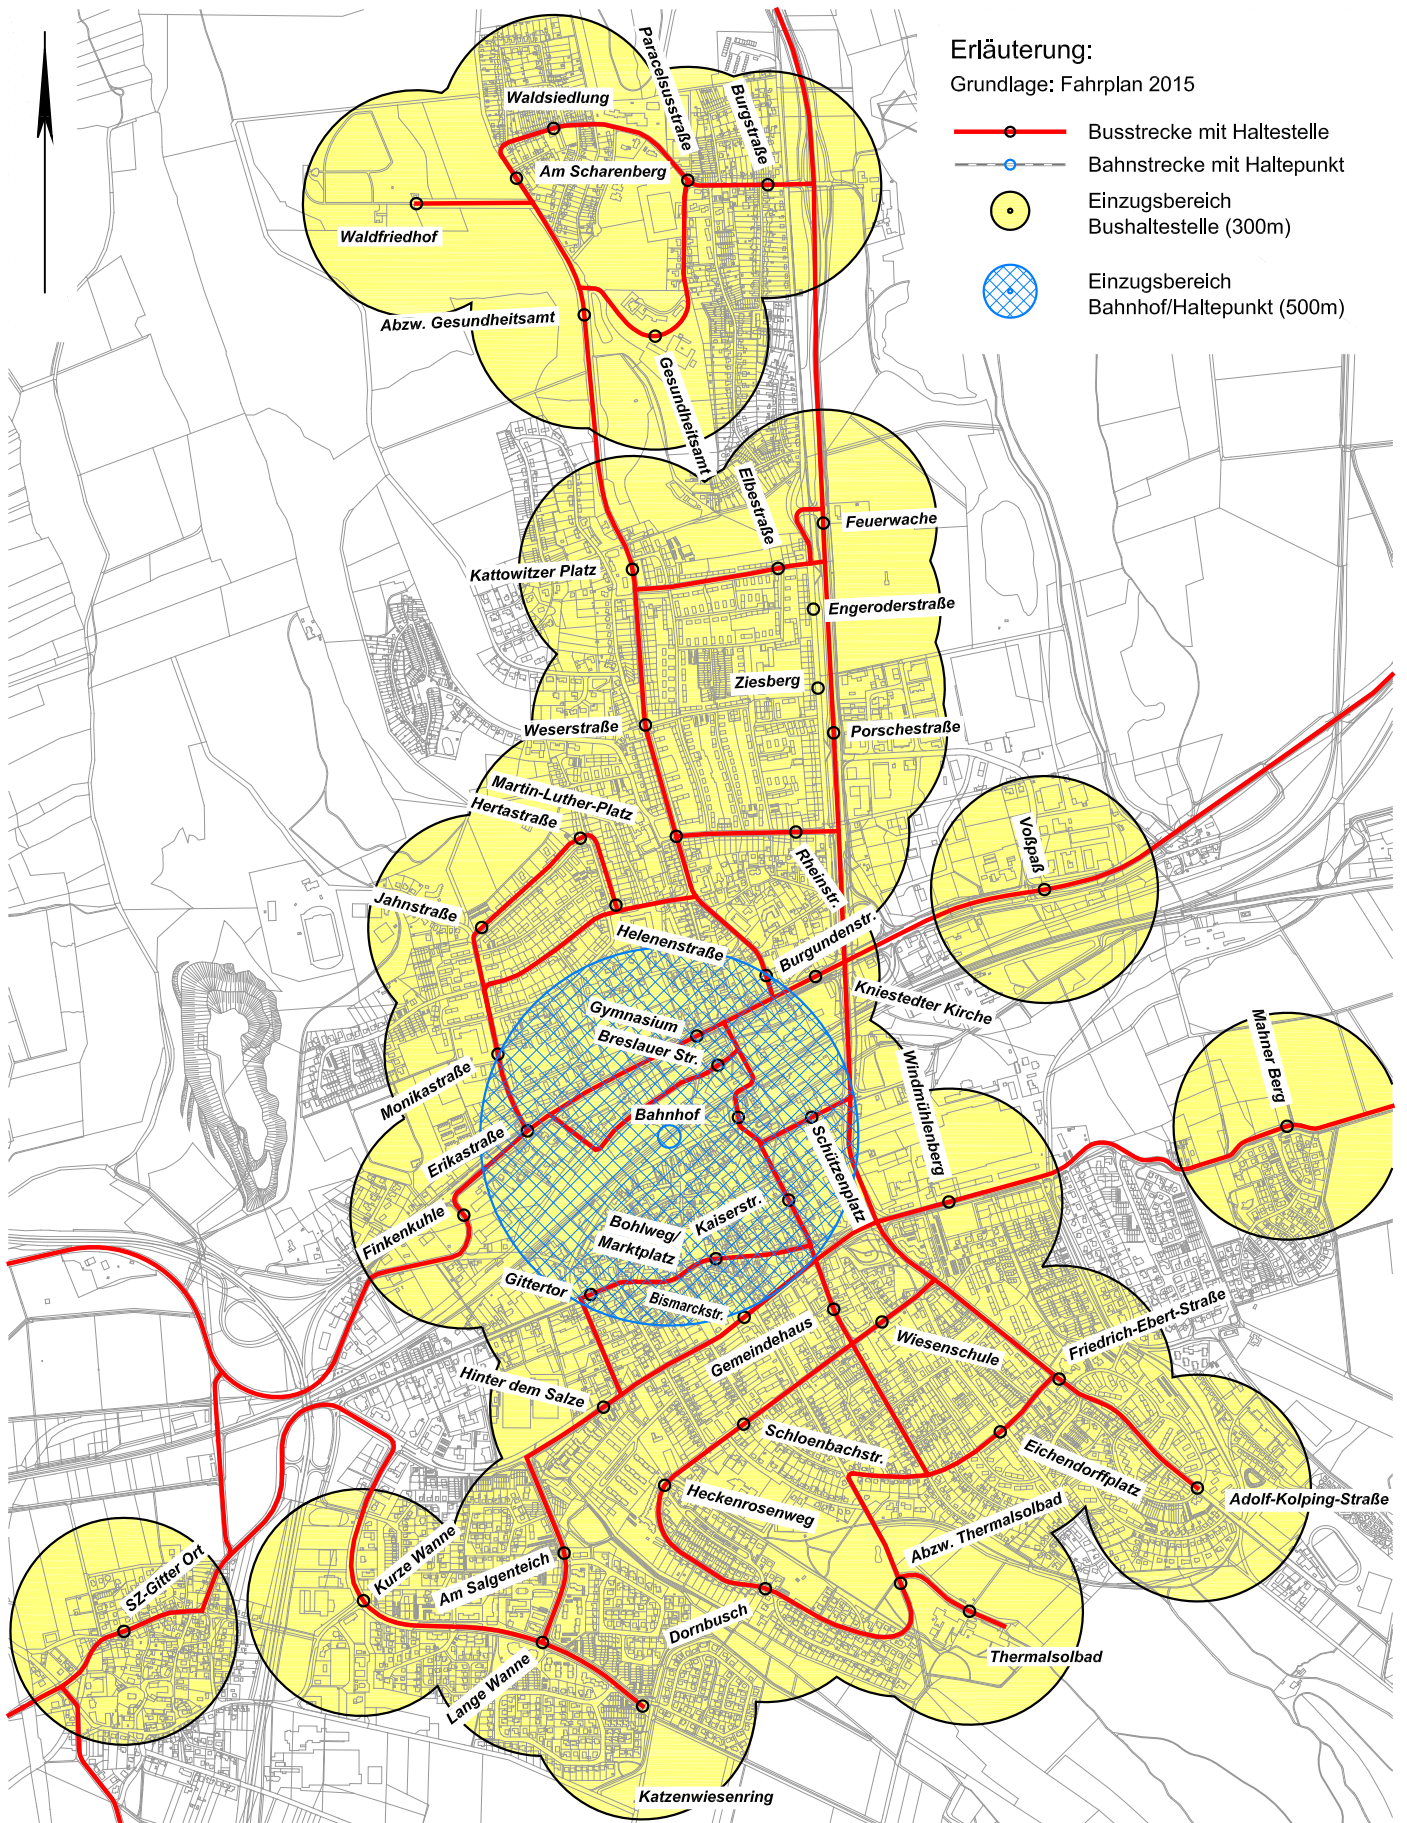 Erläuterung:
Grundlage: Fahrplan 2015
Busstrecke mit Haltestelle
Bahnstrecke mit Haltepunkt
Einzugsbereich
Bushaltestelle (300m)
Einzugsbereich
Bahnhof/Haltepunkt (500m)
Waldsiedlung
Paracelsusstraße
Burgstraße
Am Scharenberg
Waldfriedhof
Abzw. Gesundheitsamt
Gesundheitsamt
Elbestraße
Feuerwache
Kattowitzer Platz
Engeroderstraße
Ziesberg
Weserstraße
Porschestraße
Martin-Luther-Platz
Hertastraße
Voßpaß
Rheinstr.
Jahnstraße
Helenenstraße
Burgundenstr.
Kniestedter Kirche
Gymnasium
Breslauer Str.
Mahner Berg
Windmühlenberg
Monikastraße
Bahnhof
Erikastraße
Schützenplatz
Finkenkuhle
Kaiserstr.
Bohlweg/
Marktplatz
Gittertor
Bismarckstr.
Gemeindehaus
Wiesenschule
Friedrich-Ebert-Straße
Hinter dem Salze
Schloenbachstr.
Eichendorffplatz
Heckenrosenweg
Adolf-Kolping-Straße
Abzw. Thermalsolbad
SZ-Gitter Ort
Kurze Wanne
Am Salgenteich
Dornbusch
Thermalsolbad
Lange Wanne
Katzenwiesenring